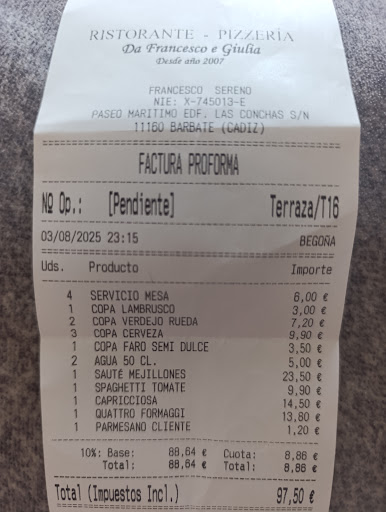 RISTORANTE - PIZZERÌA
Da Francesco e Giulia
Desde año 2007
FRANCESCO SERENO
NIE: X-745013-E
PASEO MARITIMO EDF. LAS CONCHAS S/N
11160 BARBATE (CADIZ)
FACTURA PROFORMA
Nº Op.: [Pendiente] Terraza/T16
03/08/2025 23:15 BEGOÑA
Uds. Producto Importe
4 SERVICIO MESA 6,00 €
1 COPA LAMBRUSCO 3,00 €
2 COPA VERDEJO RUEDA 7,20 €
3 COPA CERVEZA 9,90 €
1 COPA FARO SEMI DULCE 3,50 €
2 AGUA 50 CL. 5,00 €
1 SAUTÉ MEJILLONES 23,50 €
1 SPAGHETTI TOMATE 9,90 €
1 CAPRICCIOSA 14,50 €
1 QUATTRO FORMAGGI 13,80 €
1 PARMESANO CLIENTE 1,20 €
10%: Base: 88,64 € Cuota: 8,86 €
Total: 88,64 € Total: 8,86 €
Total (Impuestos Incl.) 97,50 €